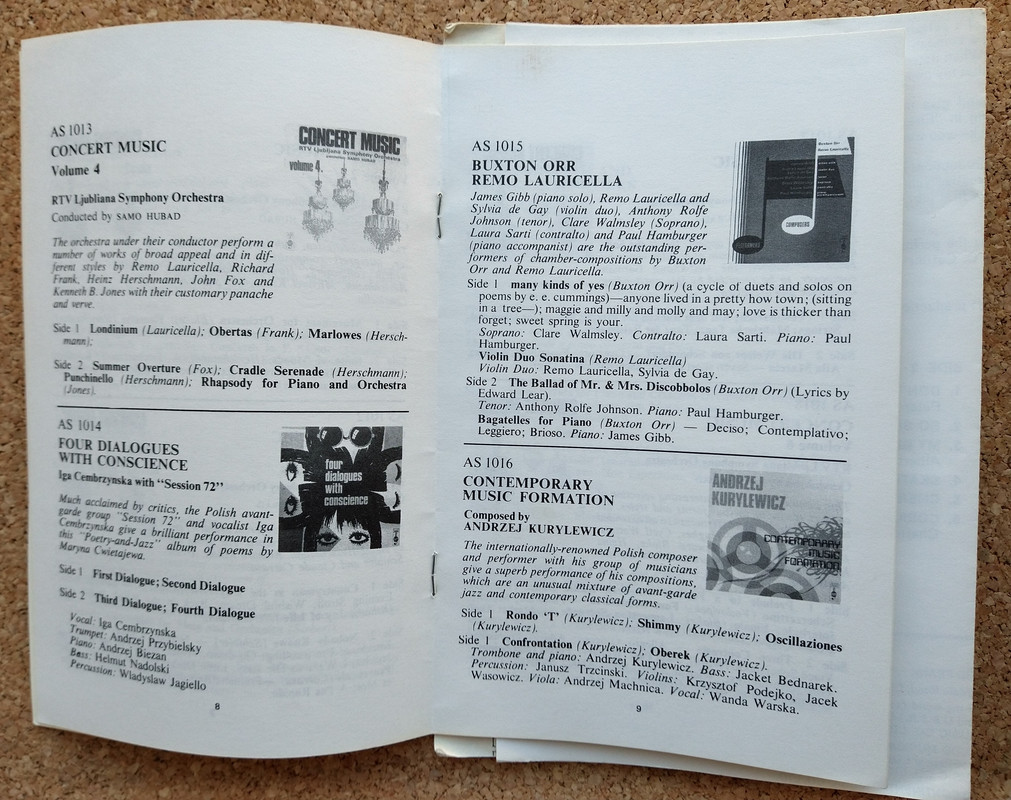 AS 1013
CONCERT MUSIC
Volume 4
RTV Ljubliana Symphony Orchestra
Conducted by SAMO HUBAD
The orchestra under their conductor perform a
number of works of broad appeal and in dif-
ferent styles by Remo Lauricella, Richard
Frank, Heinz Herschmann, John Fox and
Kenneth B. Jones with their customary panache
and verve.
CONCERT MUSIC
RTV Ljubliana Symphony Orchestra
conductor SAMO HUBAD
volume 4
Side 1 Londinium (Lauricella); Obertas (Frank); Marlowes (Hersch-
mann);
Side 2 Summer Overture (Fox); Cradle Serenade (Herschmann);
Punchinello (Herschmann); Rhapsody for Piano and Orchestra
(Jones).
AS 1014
FOUR DIALOGUES
WITH CONSCIENCE
Iga Cembrzynska with "Session 72"
Much acclaimed by critics, the Polish avant-
garde group "Session 72" and vocalist Iga
Cembrzynska give a brilliant performance in
this "Poetry-and-Jazz" album of poems by
Maryna Cwietajewa.
four
dialogues
with
conscience
Side 1 First Dialogue; Second Dialogue
Side 2 Third Dialogue; Fourth Dialogue
Vocal: Iga Cembrzynska
Trumpet: Andrzej Przybielsky
Piano: Andrzej Biezan
Bass: Helmut Nadolski
Percussion: Wladyslaw Jagiello
8
AS 1015
BUXTON ORR
REMO LAURICELLA
James Gibb (piano solo), Remo Lauricella and
Sylvia de Gay (violin duo), Anthony Rolfe
Johnson (tenor), Clare Walmsley (Soprano),
Laura Sarti (contralto) and Paul Hamburger
(piano accompanist) are the outstanding per-
formers of chamber-compositions by Buxton
Orr and Remo Lauricella.
Buxton Orr
Remo Lauricella
COMPOSERS
Side 1 many kinds of yes (Buxton Orr) (a cycle of duets and solos on
poems by e. e. cummings)—anyone lived in a pretty how town; (sitting
in a tree—); maggie and milly and molly and may; love is thicker than
forget; sweet spring is your.
Soprano: Clare Walmsley. Contralto: Laura Sarti. Piano: Paul
Hamburger.
Violin Duo Sonatina (Remo Lauricella)
Violin Duo: Remo Lauricella, Sylvia de Gay.
Side 2 The Ballad of Mr. & Mrs. Discobbolos (Buxton Orr) (Lyrics by
Edward Lear).
Tenor: Anthony Rolfe Johnson. Piano: Paul Hamburger.
Bagatelles for Piano (Buxton Orr) — Deciso; Contemplativo;
Leggiero; Brioso. Piano: James Gibb.
AS 1016
CONTEMPORARY
MUSIC FORMATION
Composed by
ANDRZEJ KURYLEWICZ
The internationally-renowned Polish composer
and performer with his group of musicians
give a superb performance of his compositions,
which are an unusual mixture of avant-garde
jazz and contemporary classical forms.
ANDRZEJ
KURYLEWICZ
CONTEMPORARY
MUSIC
FORMATION
Side 1 Rondo 'T' (Kurylewicz); Shimmy (Kurylewicz); Oscillaziones
(Kurylewicz).
Side 1 Confrontation (Kurylewicz); Oberek (Kurylewicz).
Trombone and piano: Andrzej Kurylewicz. Bass: Jacket Bednarek.
Percussion: Janusz Trzcinski. Violins: Krzysztof Podejko, Jacek
Wasowicz. Viola: Andrzej Machnica. Vocal: Wanda Warska.
9